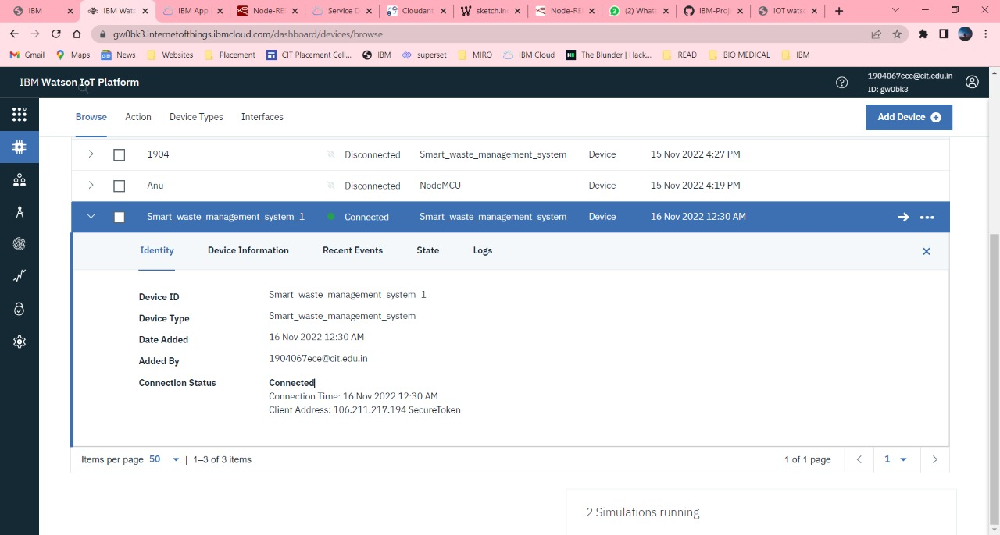 IBM IBM Wats IBM App Node-RE Service D Cloudant sketch.in Node-RE (2) Whats IBM-Proj IOT wats
gw0bk3.internetofthings.ibmcloud.com/dashboard/devices/browse
Gmail Maps News Websites Placement CIT Placement Cell... IBM superset MIRO IBM Cloud The Blunder | Hack... READ BIO MEDICAL IBM
IBM Watson IoT Platform
1904067ece@cit.edu.in
ID: gw0bk3
Browse Action Device Types Interfaces Add Device
1904 Disconnected Smart_waste_management_system Device 15 Nov 2022 4:27 PM
Anu Disconnected NodeMCU Device 15 Nov 2022 4:19 PM
Smart_waste_management_system_1 Connected Smart_waste_management_system Device 16 Nov 2022 12:30 AM
Identity Device Information Recent Events State Logs
Device ID Smart_waste_management_system_1
Device Type Smart_waste_management_system
Date Added 16 Nov 2022 12:30 AM
Added By 1904067ece@cit.edu.in
Connection Status Connected
Connection Time: 16 Nov 2022 12:30 AM
Client Address: 106.211.217.194 SecureToken
Items per page 50 | 1–3 of 3 items 1 of 1 page 1
2 Simulations running